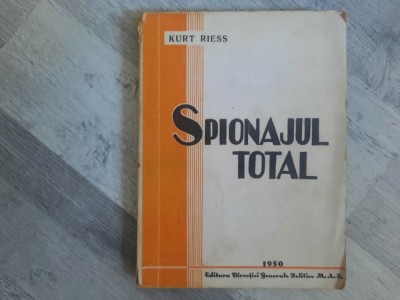 KURT RIESS
SPIONAJUL
TOTAL
1950
Editura Direcției Generale Politice M.A.I.